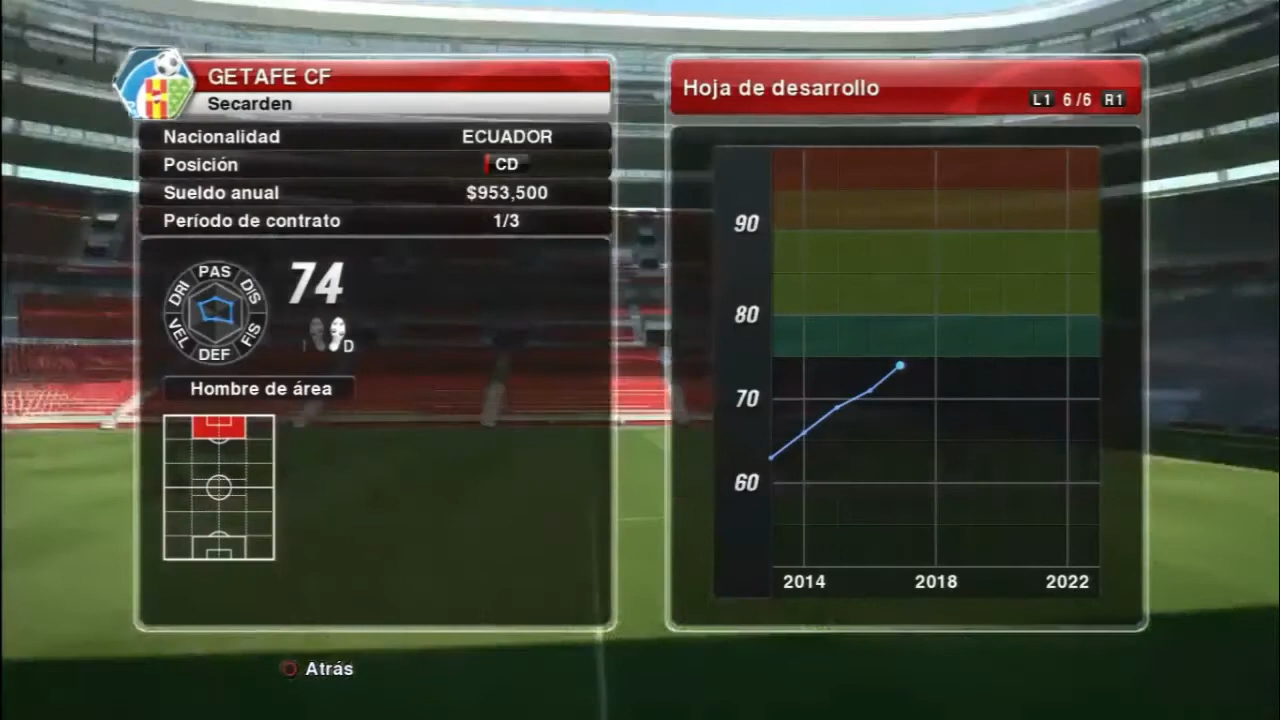 GETAFE CF
Secarden
Nacionalidad ECUADOR
Posición CD
Sueldo anual $953,500
Período de contrato 1/3
PAS
DRI DIS
VEL FIS
DEF
74
I D
Hombre de área
Atrás
Hoja de desarrollo
L1 6/6 R1
90
80
70
60
2014 2018 2022